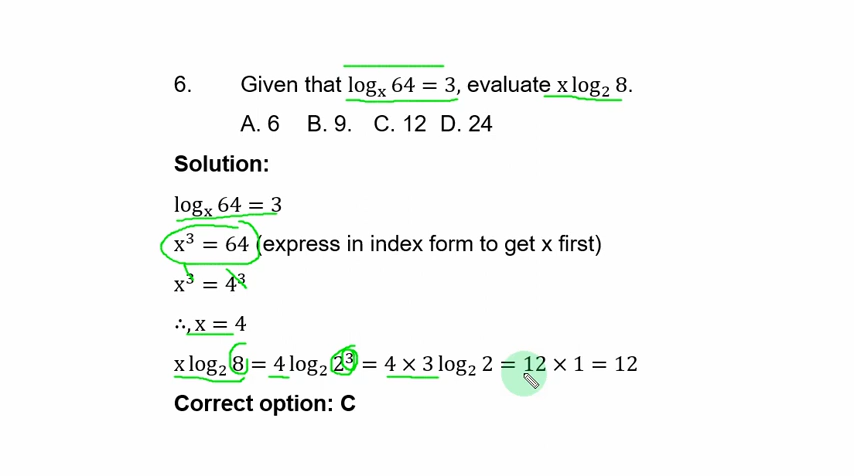 6. Given that logₓ 64 = 3, evaluate x log₂ 8.
A. 6 B. 9. C. 12 D. 24
Solution:
logₓ 64 = 3
x³ = 64 (express in index form to get x first)
x³ = 4³
∴, x = 4
x log₂ 8 = 4 log₂ 2³ = 4 × 3 log₂ 2 = 12 × 1 = 12
Correct option: C